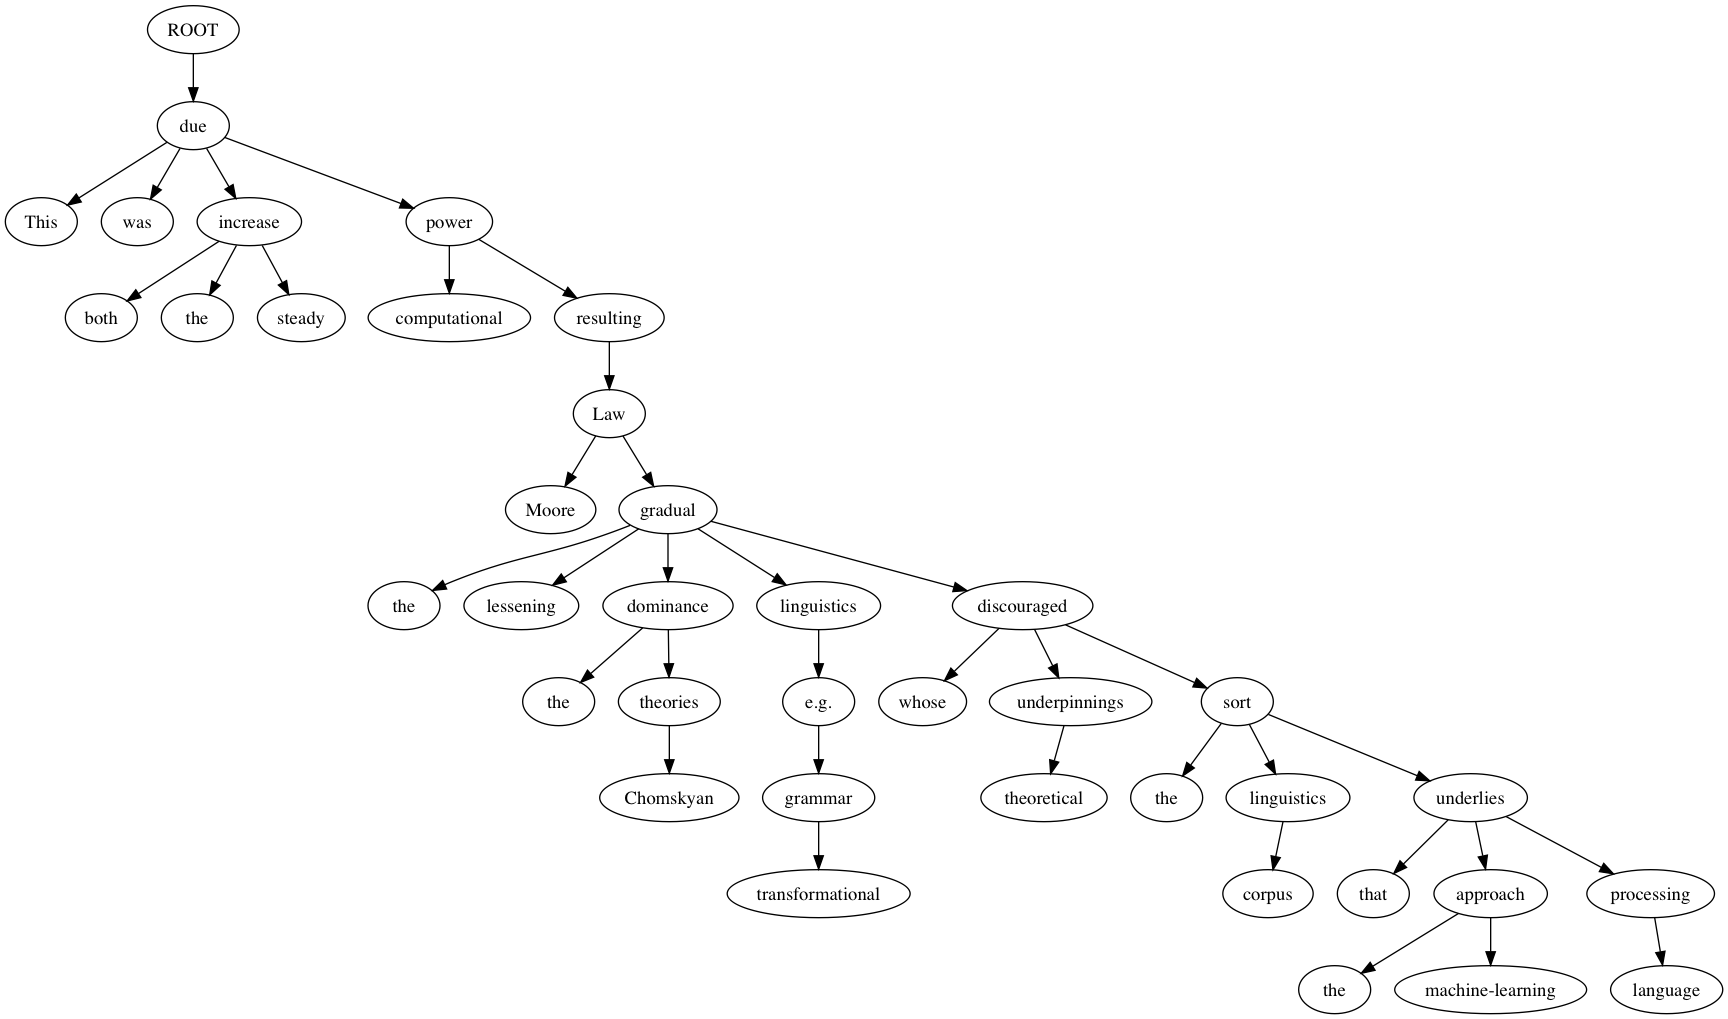 ROOT
due
This was increase power
both the steady computational resulting
Law
Moore gradual
the lessening dominance linguistics discouraged
the theories e.g. whose underpinnings sort
Chomskyan grammar theoretical the linguistics underlies
transformational corpus that approach processing
the machine-learning language